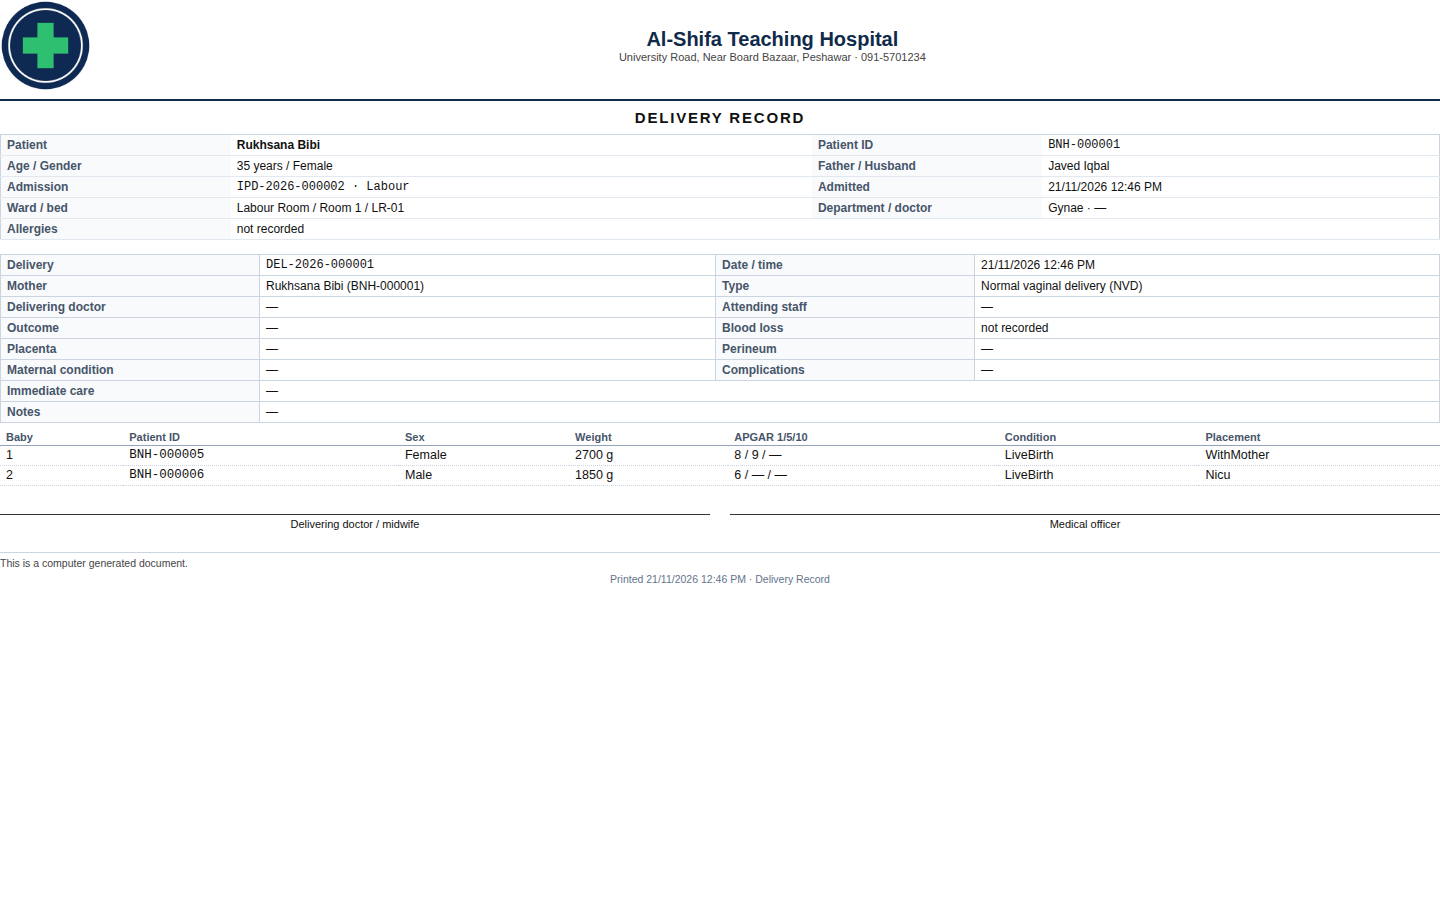 Al-Shifa Teaching Hospital
University Road, Near Board Bazaar, Peshawar · 091-5701234
DELIVERY RECORD
Patient Rukhsana Bibi Patient ID BNH-000001
Age / Gender 35 years / Female Father / Husband Javed Iqbal
Admission IPD-2026-000002 · Labour Admitted 21/11/2026 12:46 PM
Ward / bed Labour Room / Room 1 / LR-01 Department / doctor Gynae · —
Allergies not recorded
Delivery DEL-2026-000001 Date / time 21/11/2026 12:46 PM
Mother Rukhsana Bibi (BNH-000001) Type Normal vaginal delivery (NVD)
Delivering doctor — Attending staff —
Outcome — Blood loss not recorded
Placenta — Perineum —
Maternal condition — Complications —
Immediate care —
Notes —
Baby Patient ID Sex Weight APGAR 1/5/10 Condition Placement
1 BNH-000005 Female 2700 g 8 / 9 / — LiveBirth WithMother
2 BNH-000006 Male 1850 g 6 / — / — LiveBirth Nicu
Delivering doctor / midwife Medical officer
This is a computer generated document.
Printed 21/11/2026 12:46 PM · Delivery Record